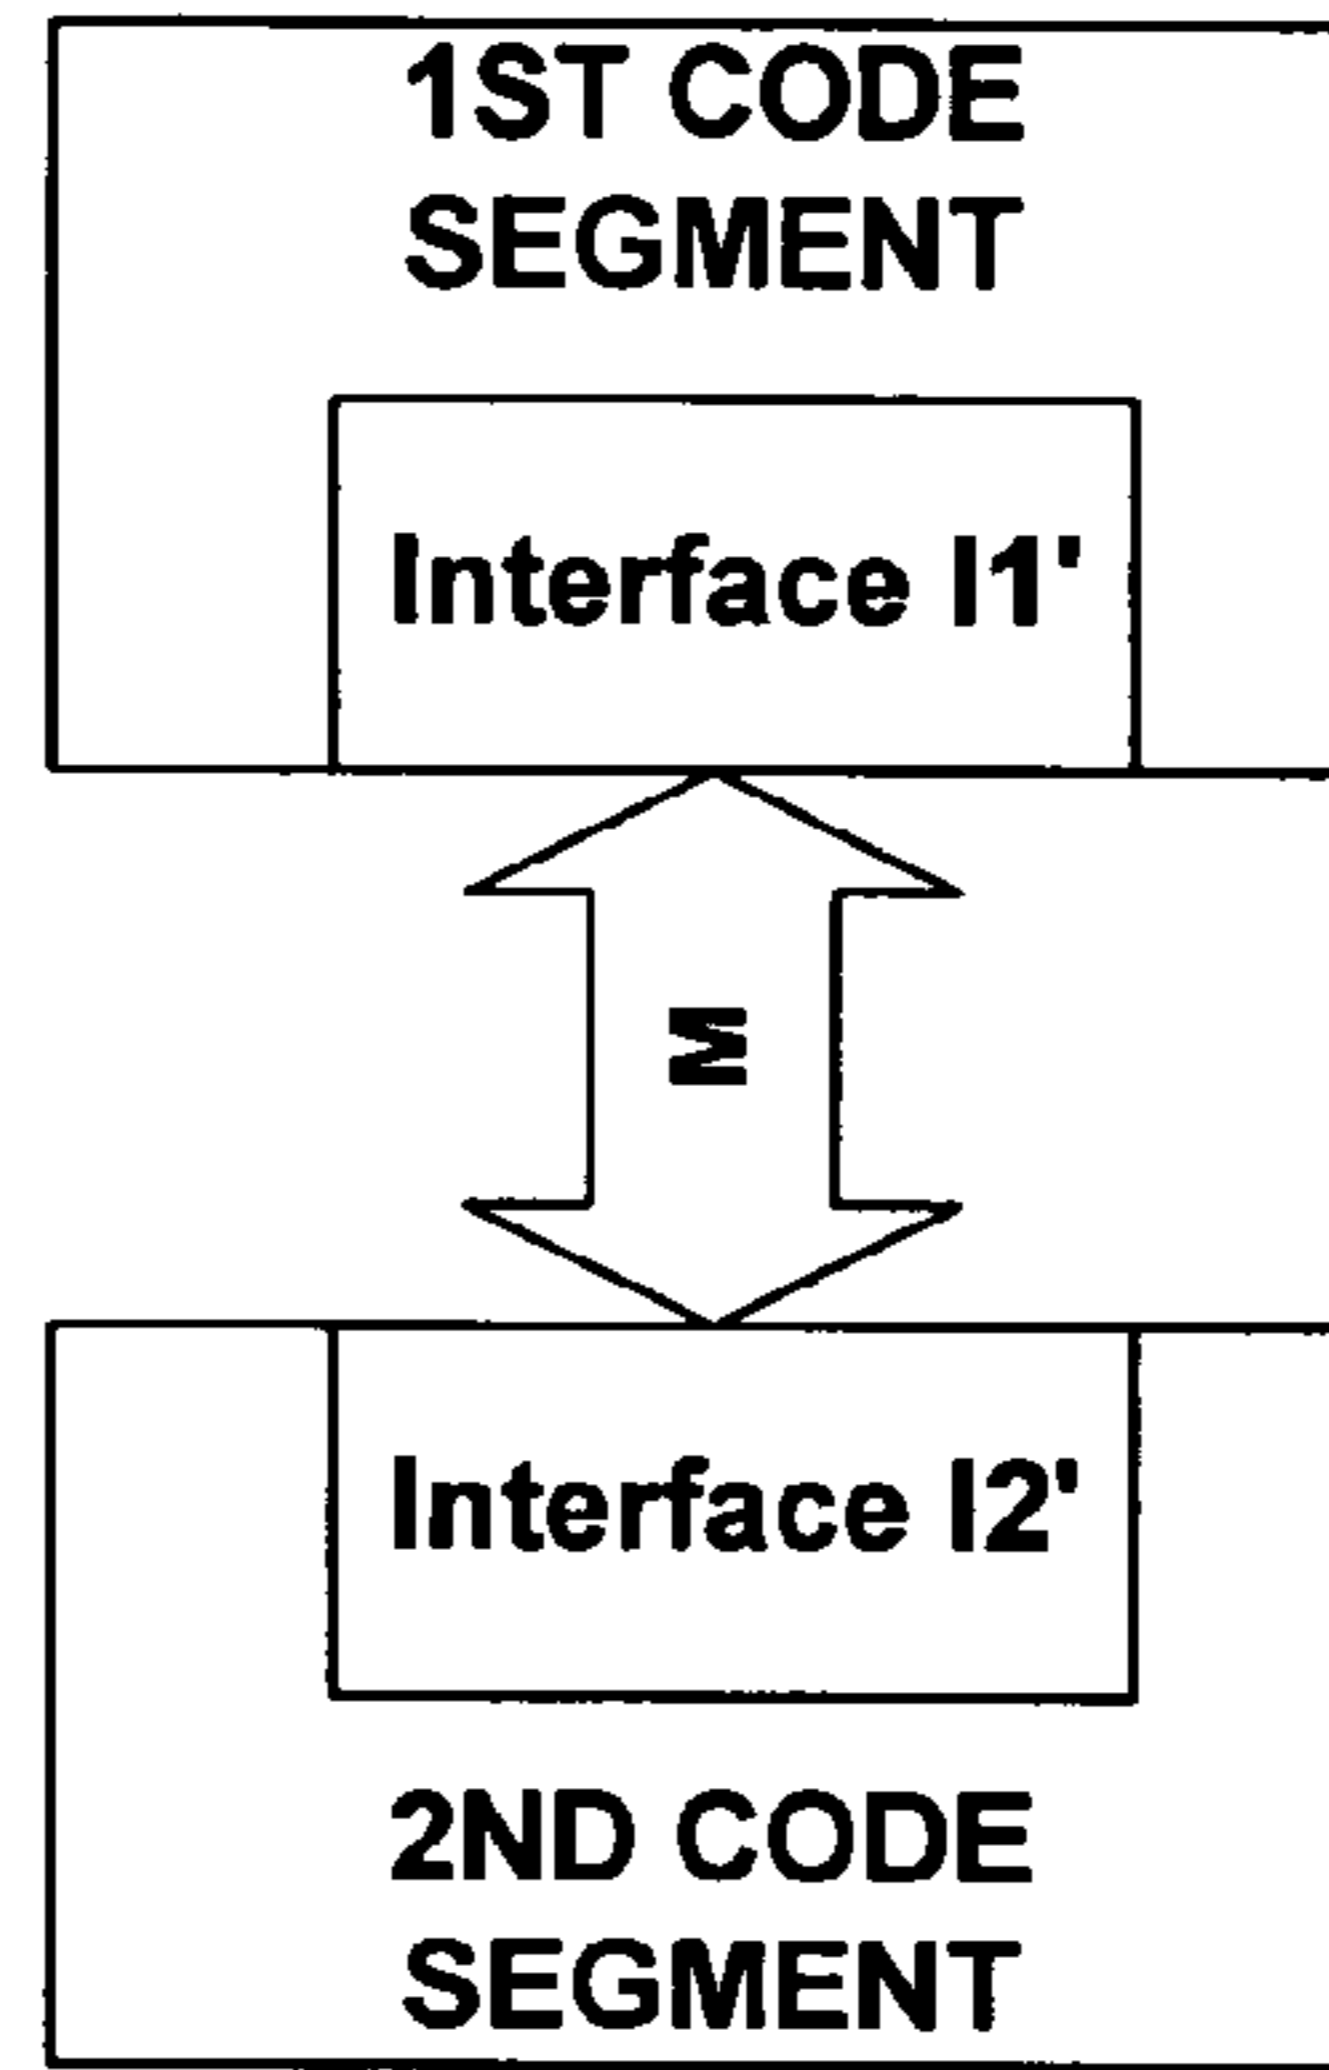 1ST CODE
SEGMENT
Interface I1'
M
Interface I2'
2ND CODE
SEGMENT